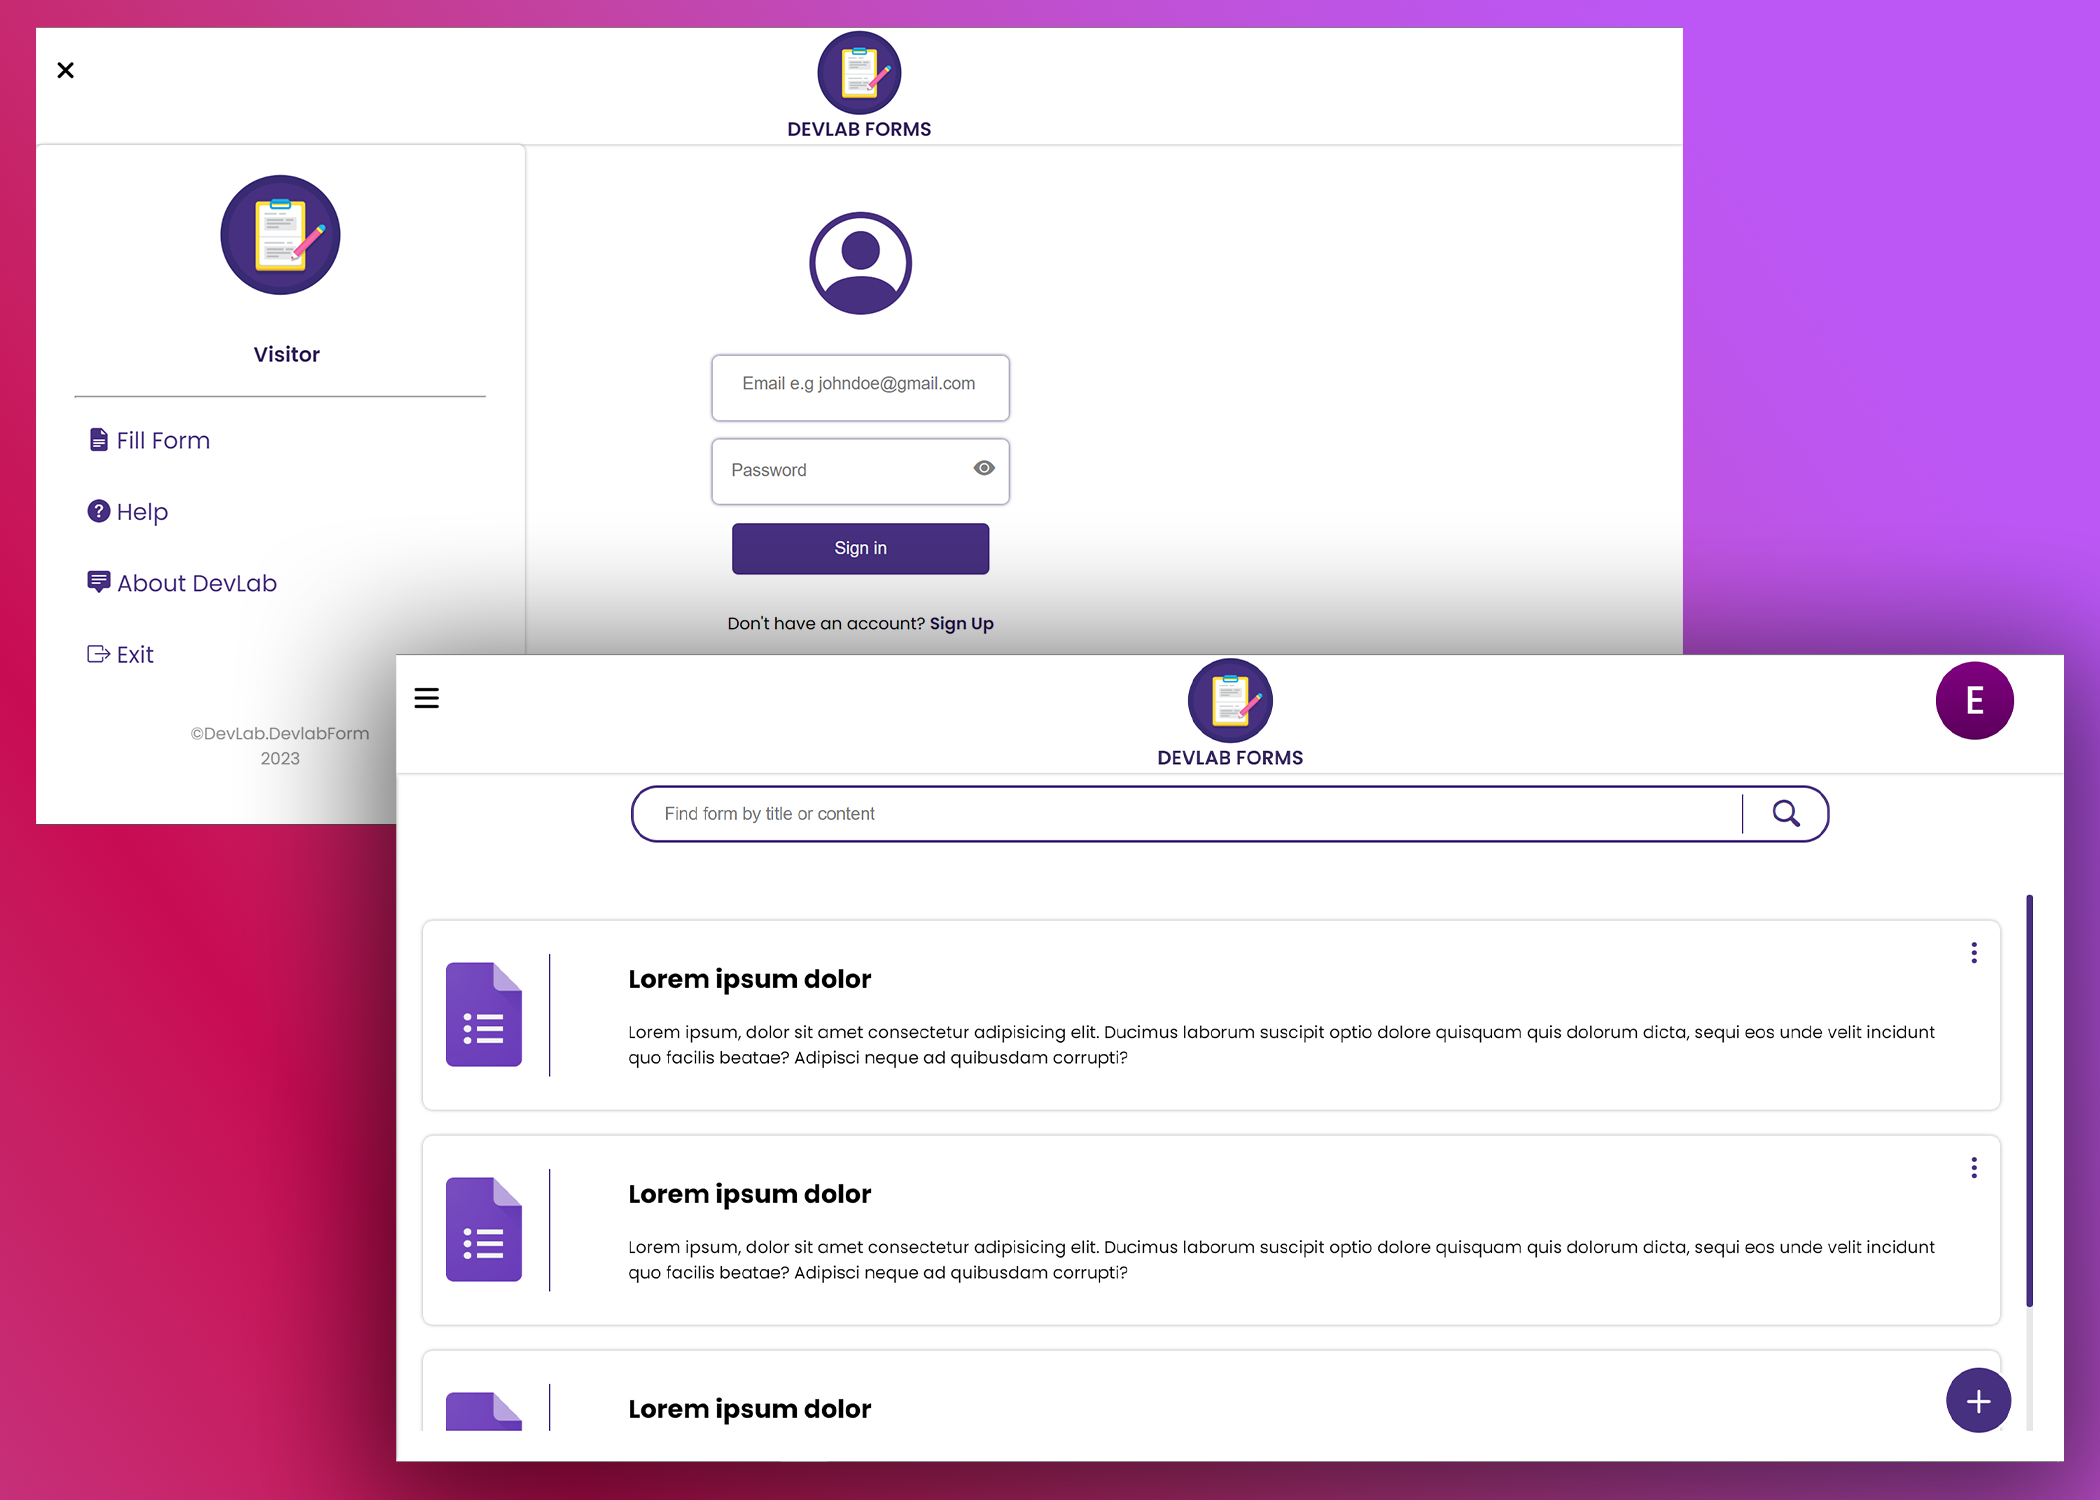 DEVLAB FORMS
Visitor
Fill Form
Help
About DevLab
Exit
©DevLab.DevlabForm
2023
Email e.g johndoe@gmail.com
Password
Sign in
Don't have an account? Sign Up
DEVLAB FORMS
E
Find form by title or content
Lorem ipsum dolor
Lorem ipsum, dolor sit amet consectetur adipisicing elit. Ducimus laborum suscipit optio dolore quisquam quis dolorum dicta, sequi eos unde velit incidunt
quo facilis beatae? Adipisci neque ad quibusdam corrupti?
Lorem ipsum dolor
Lorem ipsum, dolor sit amet consectetur adipisicing elit. Ducimus laborum suscipit optio dolore quisquam quis dolorum dicta, sequi eos unde velit incidunt
quo facilis beatae? Adipisci neque ad quibusdam corrupti?
Lorem ipsum dolor